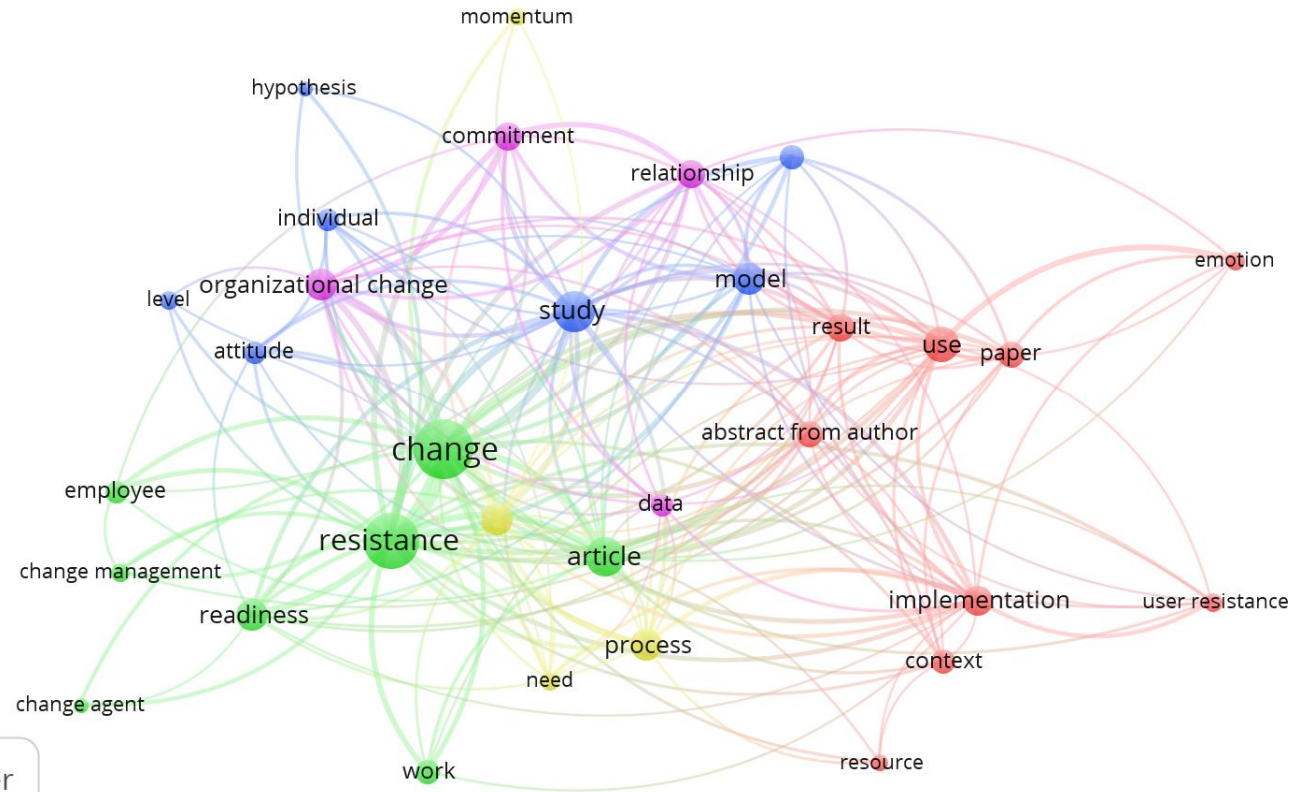 momentum
hypothesis
commitment
relationship
individual
emotion
organizational change
model
level
study
result
use
paper
attitude
abstract from author
change
employee
data
resistance
article
change management
implementation
user resistance
readiness
process
context
need
change agent
resource
work
er